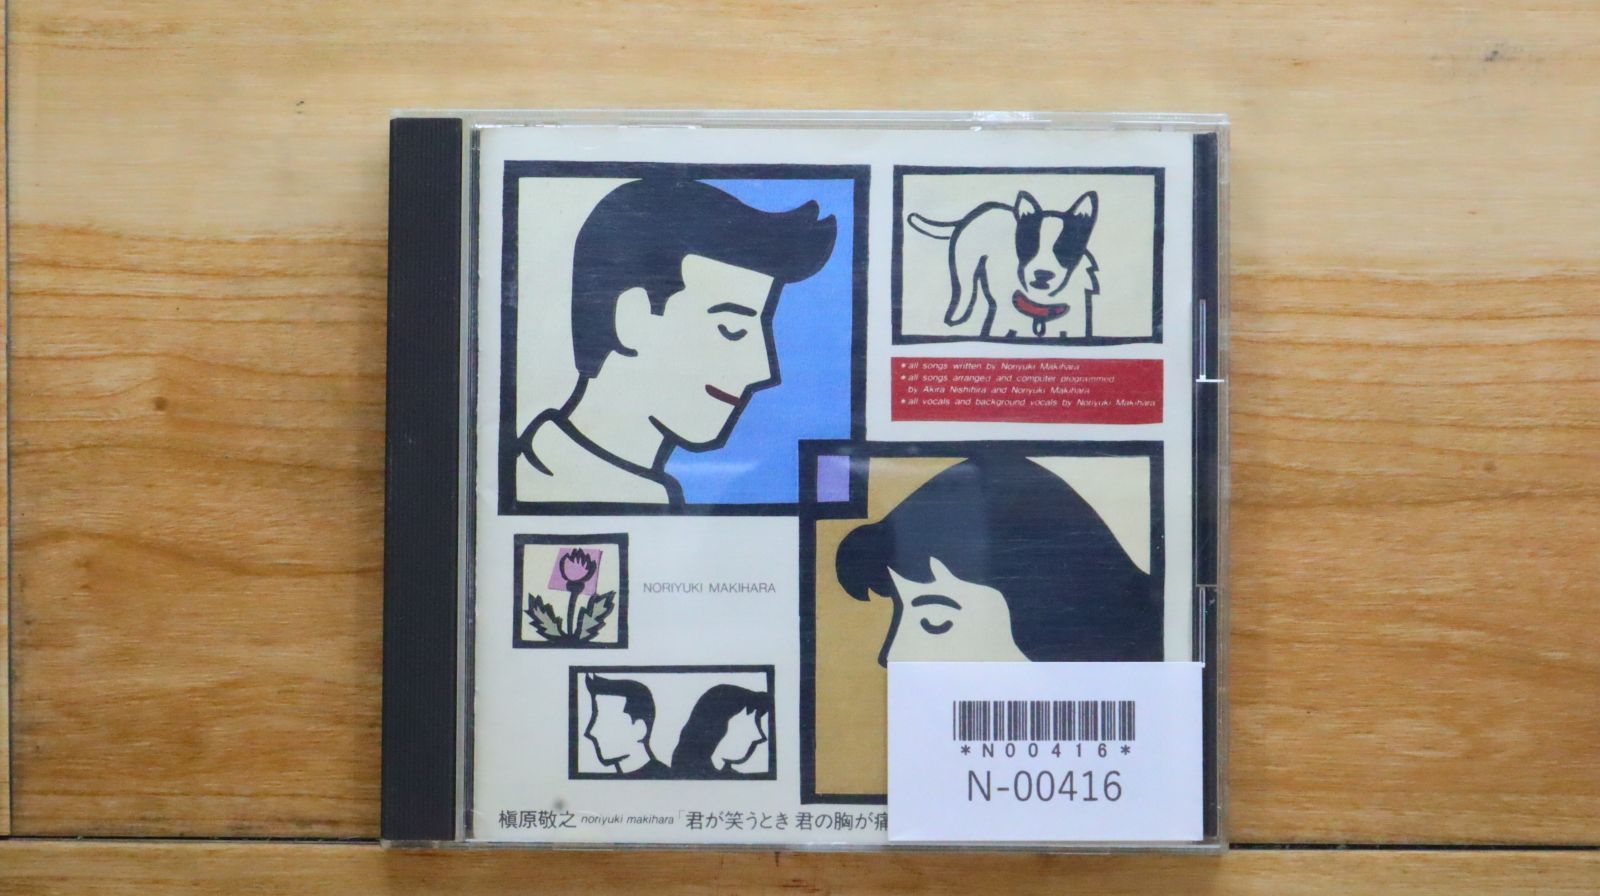 *all songs written by Noriyuki Makihara
*all songs arranged and computer programmed
by Akira Nishihira and Noriyuki Makihara
*all vocals and background vocals by Noriyuki Makihara
NORIYUKI MAKIHARA
*N00416*
N-00416
槇原敬之 noriyuki makihara「君が笑うとき 君の胸が痛